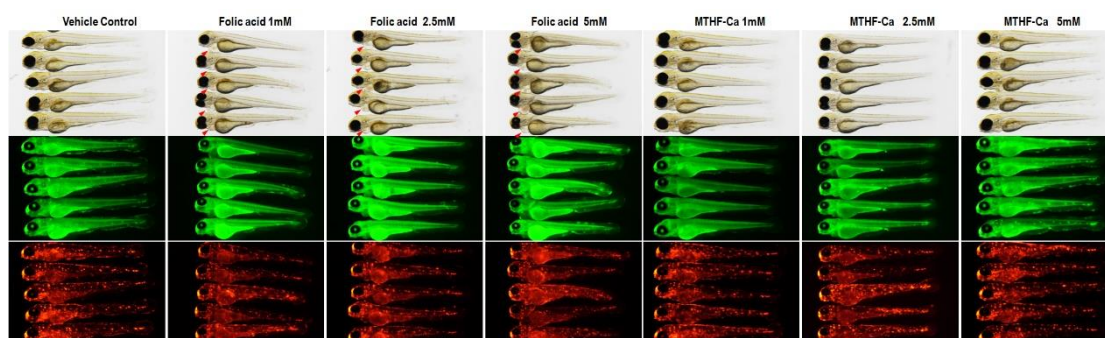 Vehicle Control
Folic acid 1mM
Folic acid 2.5mM
Folic acid 5mM
MTHF-Ca 1mM
MTHF-Ca 2.5mM
MTHF-Ca 5mM